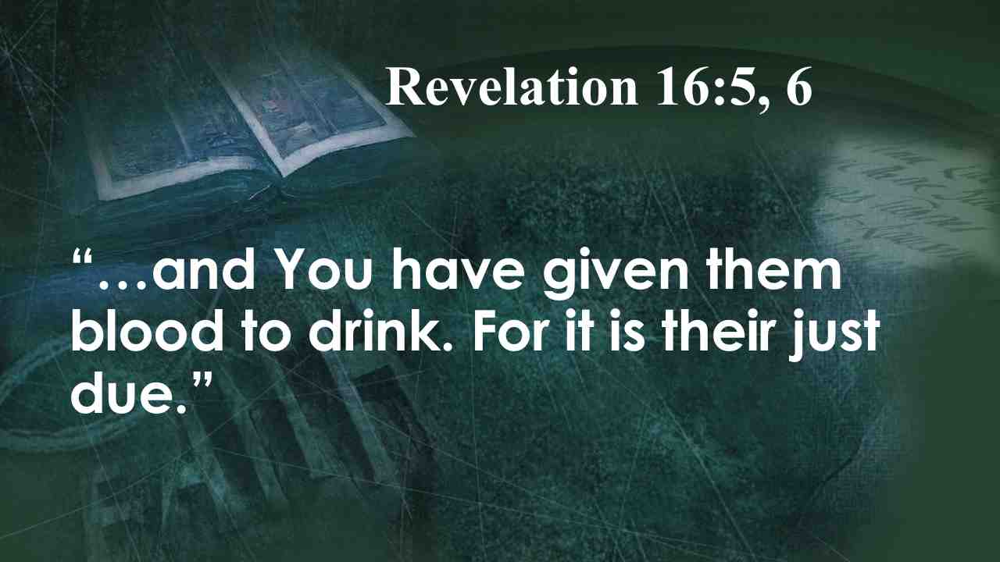 Revelation 16:5, 6
“…and You have given them
blood to drink. For it is their just
due.”